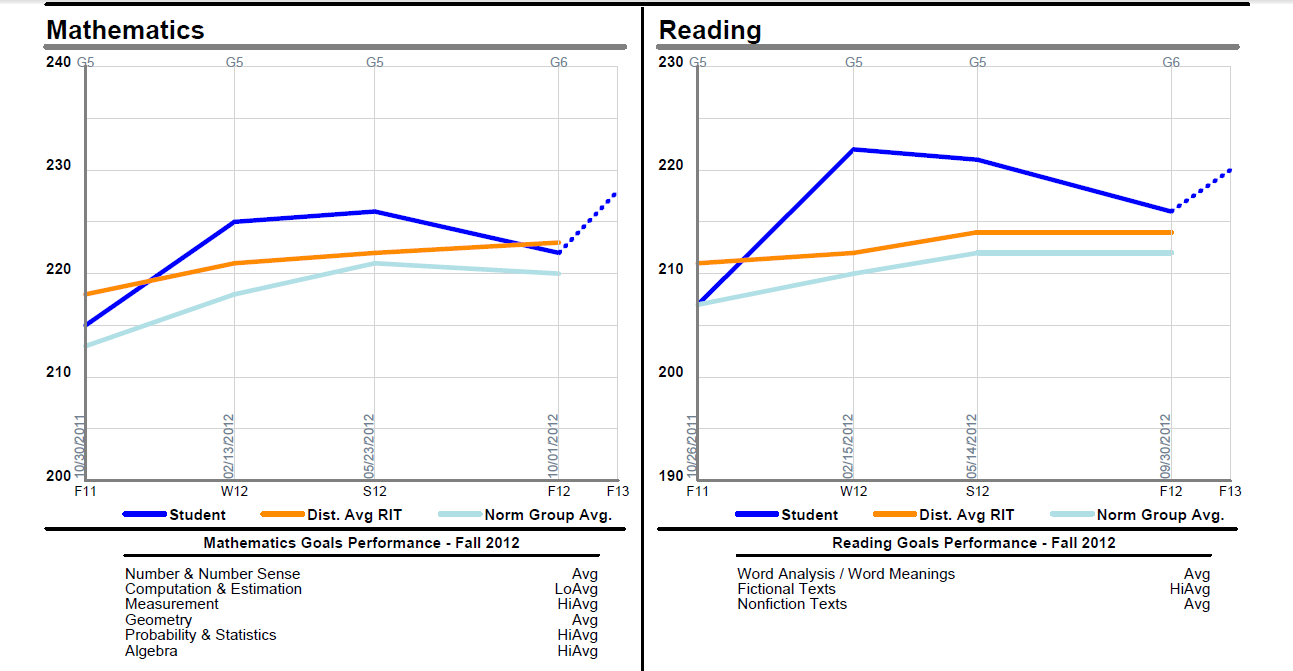 Mathematics
240 G5 G5 G5 G6
230
220
210
200
10/30/2011 02/13/2012 05/23/2012 10/01/2012
F11 W12 S12 F12 F13
Student Dist. Avg RIT Norm Group Avg.
Mathematics Goals Performance - Fall 2012
Number & Number Sense Avg
Computation & Estimation LoAvg
Measurement HiAvg
Geometry Avg
Probability & Statistics HiAvg
Algebra HiAvg
Reading
230 G5 G5 G5 G6
220
210
200
190
10/26/2011 02/15/2012 05/14/2012 09/30/2012
F11 W12 S12 F12 F13
Student Dist. Avg RIT Norm Group Avg.
Reading Goals Performance - Fall 2012
Word Analysis / Word Meanings Avg
Fictional Texts HiAvg
Nonfiction Texts Avg